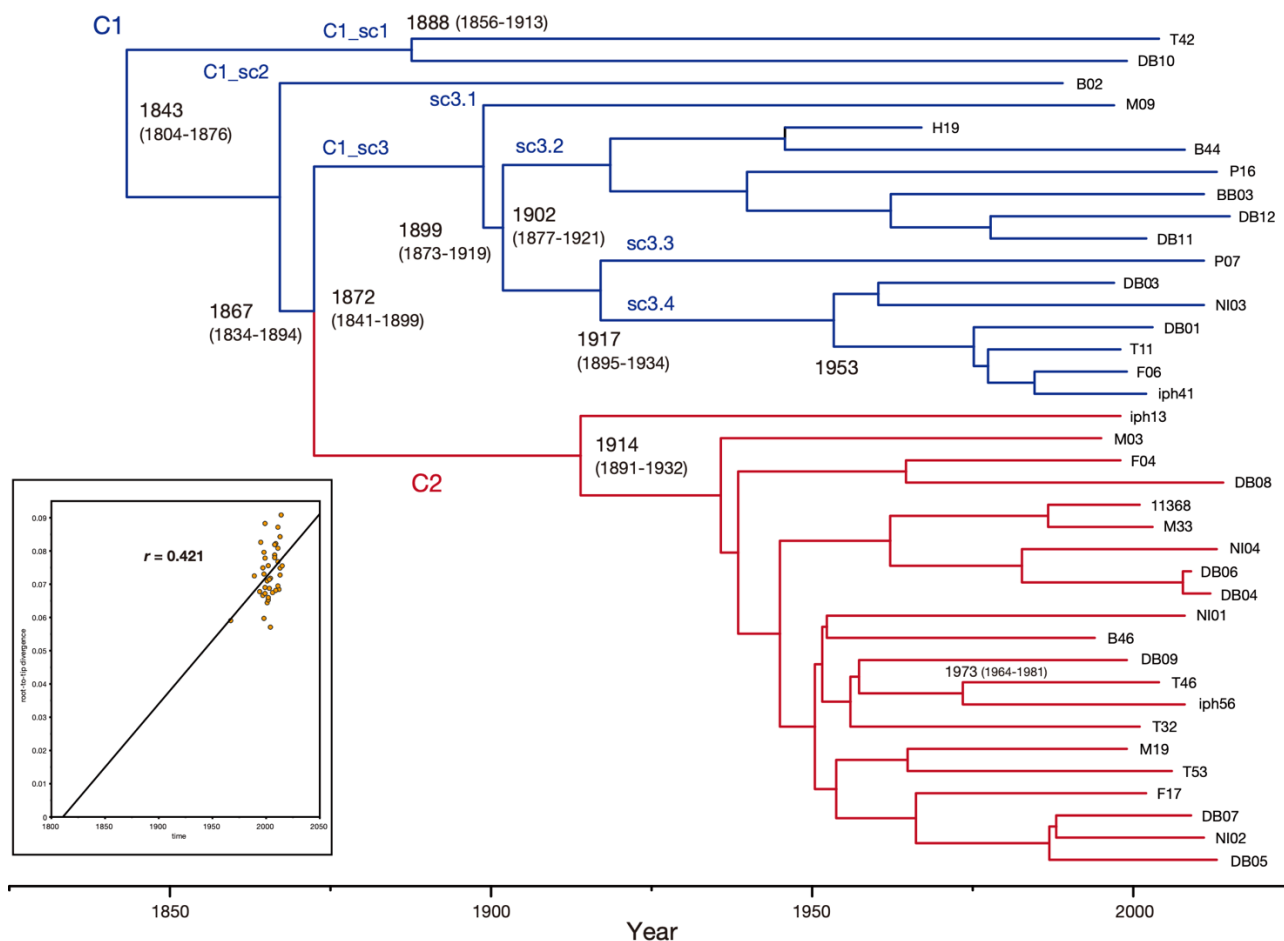 C1
C1_sc1
1888 (1856-1913)
T42
DB10
C1_sc2
B02
1843
(1804-1876)
sc3.1
M09
C1_sc3
sc3.2
H19
B44
P16
BB03
DB12
DB11
1899
(1873-1919)
1902
(1877-1921)
sc3.3
P07
sc3.4
DB03
NI03
1867
(1834-1894)
1872
(1841-1899)
1917
(1895-1934)
1953
DB01
T11
F06
iph41
iph13
1914
(1891-1932)
M03
C2
F04
DB08
11368
M33
NI04
DB06
DB04
NI01
B46
DB09
1973 (1964-1981)
T46
iph56
T32
M19
T53
F17
DB07
NI02
DB05
r = 0.421
root-to-tip divergence
0.09
0.08
0.07
0.06
0.05
0.04
0.03
0.02
0.01
0
1800 1850 1900 1950 2000 2050
time
1850 1900 1950 2000
Year